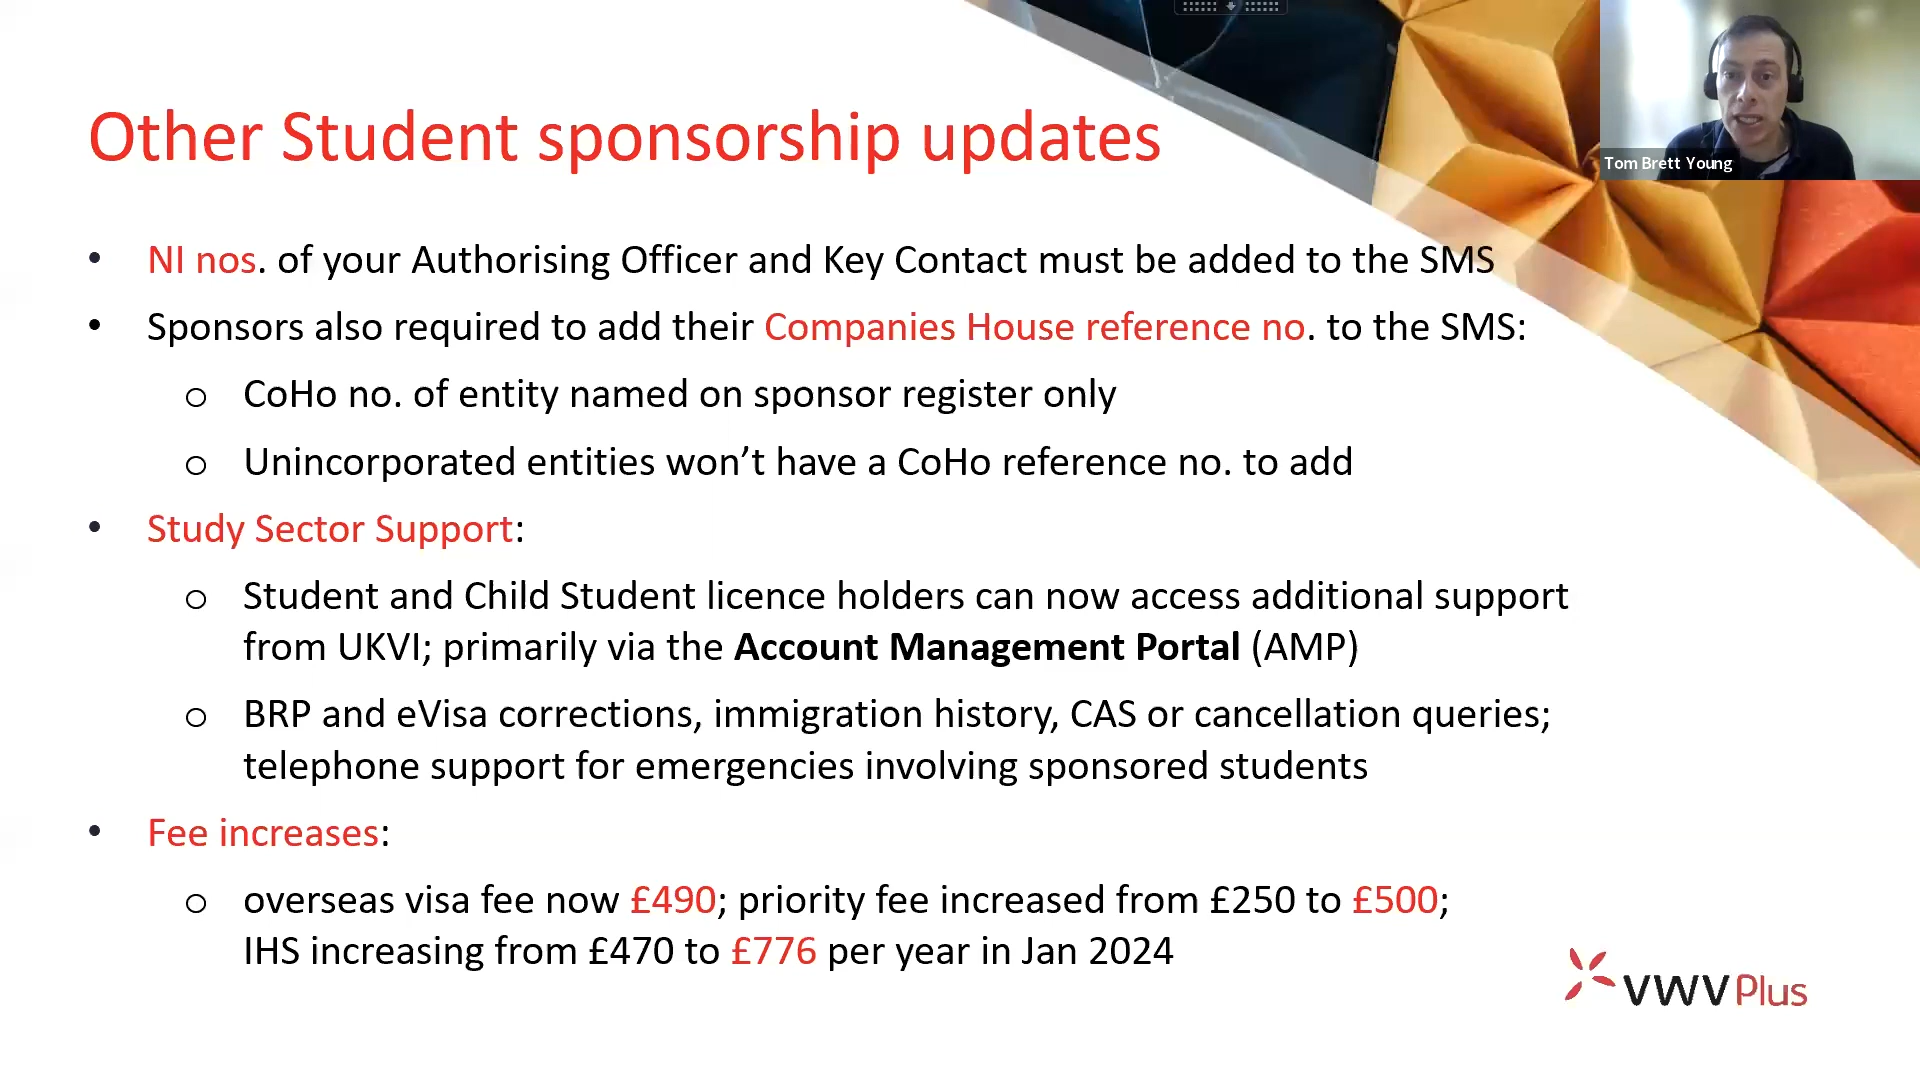 Tom Brett Young
Other Student sponsorship updates
• NI nos. of your Authorising Officer and Key Contact must be added to the SMS
• Sponsors also required to add their Companies House reference no. to the SMS:
o CoHo no. of entity named on sponsor register only
o Unincorporated entities won’t have a CoHo reference no. to add
• Study Sector Support:
o Student and Child Student licence holders can now access additional support
from UKVI; primarily via the Account Management Portal (AMP)
o BRP and eVisa corrections, immigration history, CAS or cancellation queries;
telephone support for emergencies involving sponsored students
• Fee increases:
o overseas visa fee now £490; priority fee increased from £250 to £500;
IHS increasing from £470 to £776 per year in Jan 2024
VWV Plus